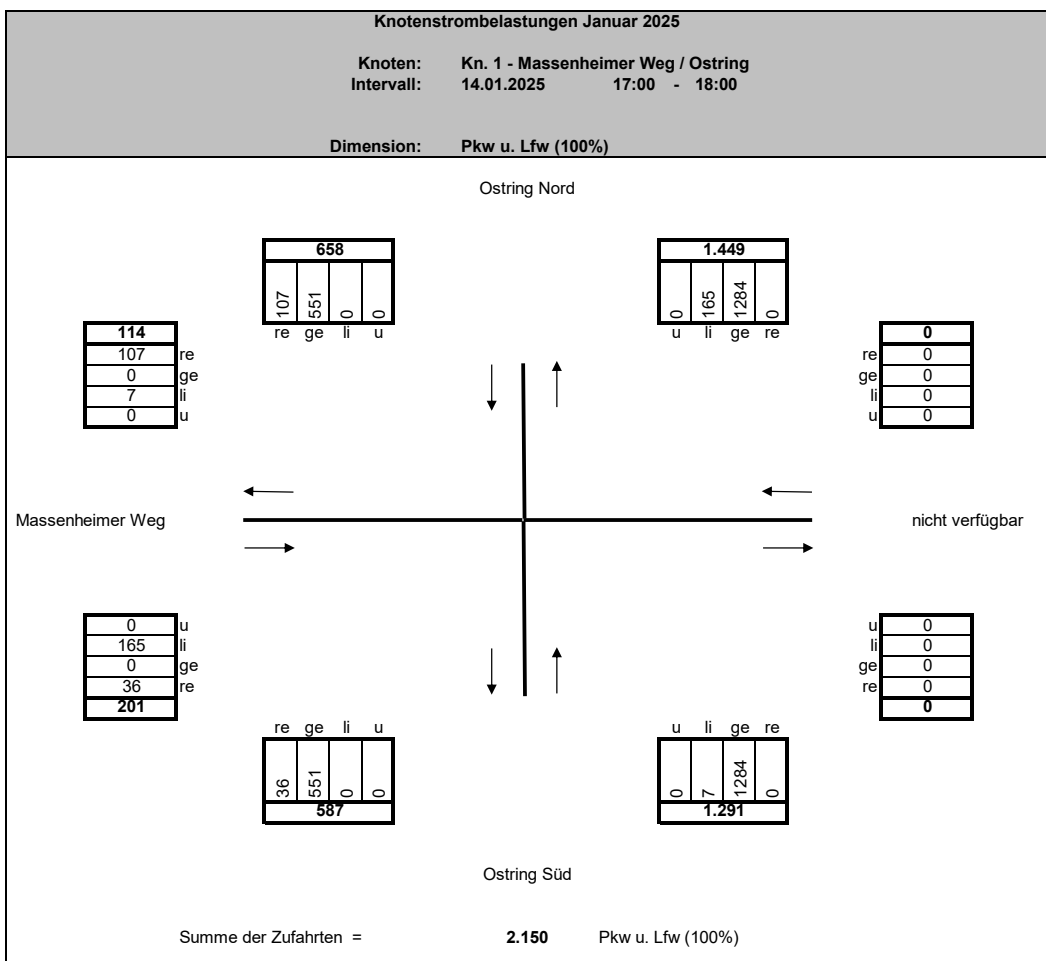 Knotenstrombelastungen Januar 2025
Knoten: Kn. 1 - Massenheimer Weg / Ostring
Intervall: 14.01.2025 17:00 - 18:00
Dimension: Pkw u. Lfw (100%)
Ostring Nord
658
107 551 0 0
re ge li u
1.449
0 165 1284 0
u li ge re
114
107 re
0 ge
7 li
0 u
0
re 0
ge 0
li 0
u 0
Massenheimer Weg
nicht verfügbar
0 u
165 li
0 ge
36 re
201
u 0
li 0
ge 0
re 0
0
re ge li u
36 551 0 0
587
u li ge re
0 7 1284 0
1.291
Ostring Süd
Summe der Zufahrten = 2.150 Pkw u. Lfw (100%)